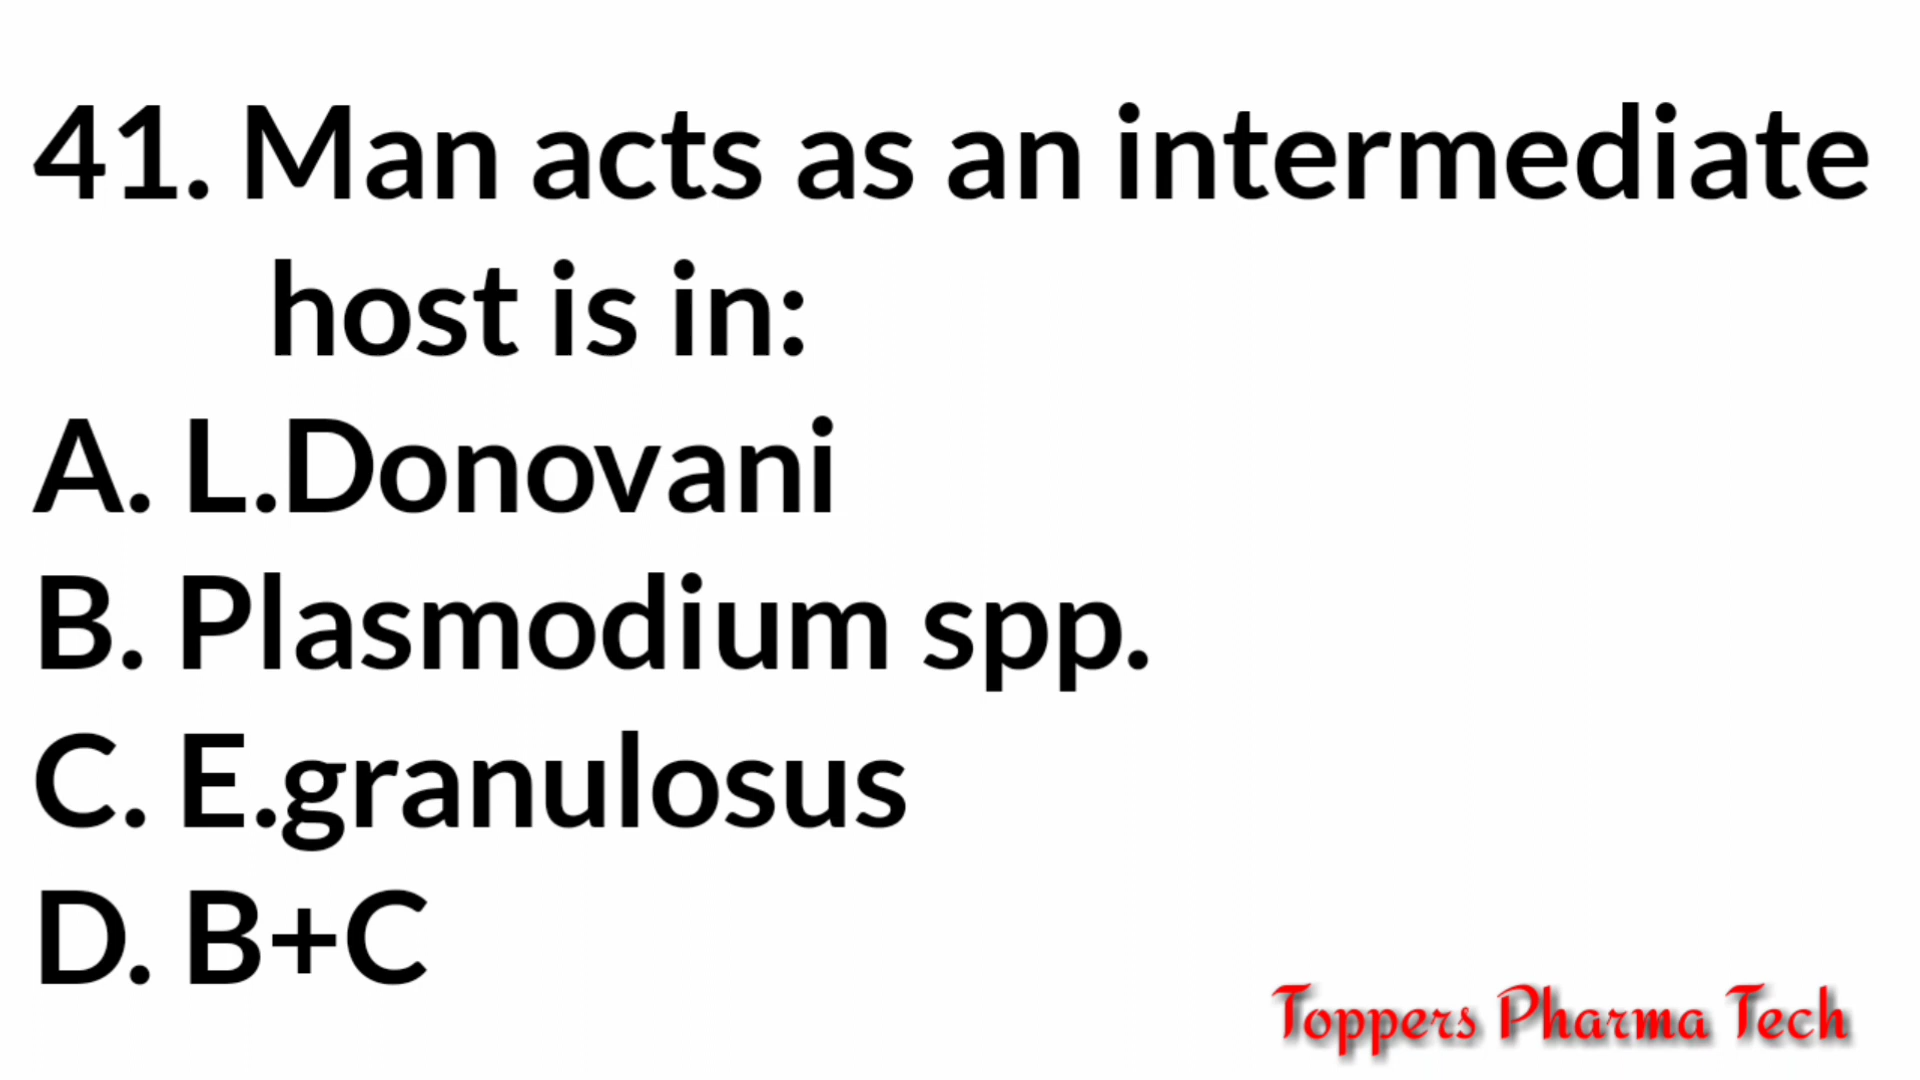 41. Man acts as an intermediate
host is in:
A. L.Donovani
B. Plasmodium spp.
C. E.granulosus
D. B+C
Toppers Pharma Tech